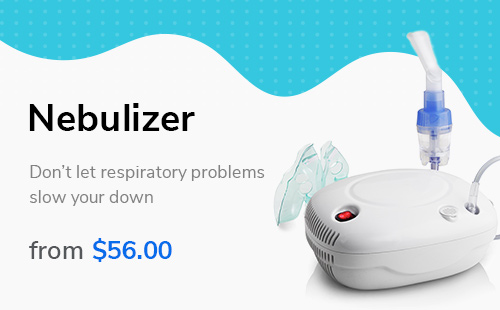 Nebulizer
Don’t let respiratory problems
slow your down
from $56.00